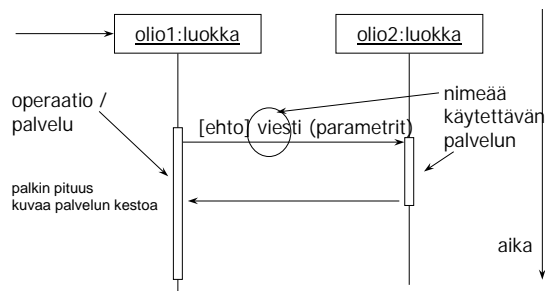 olio1:luokka
olio2:luokka
operaatio /
palvelu
[ehto] viesti (parametrit)
nimeää
käytettävän
palvelun
palkin pituus
kuvaa palvelun kestoa
aika